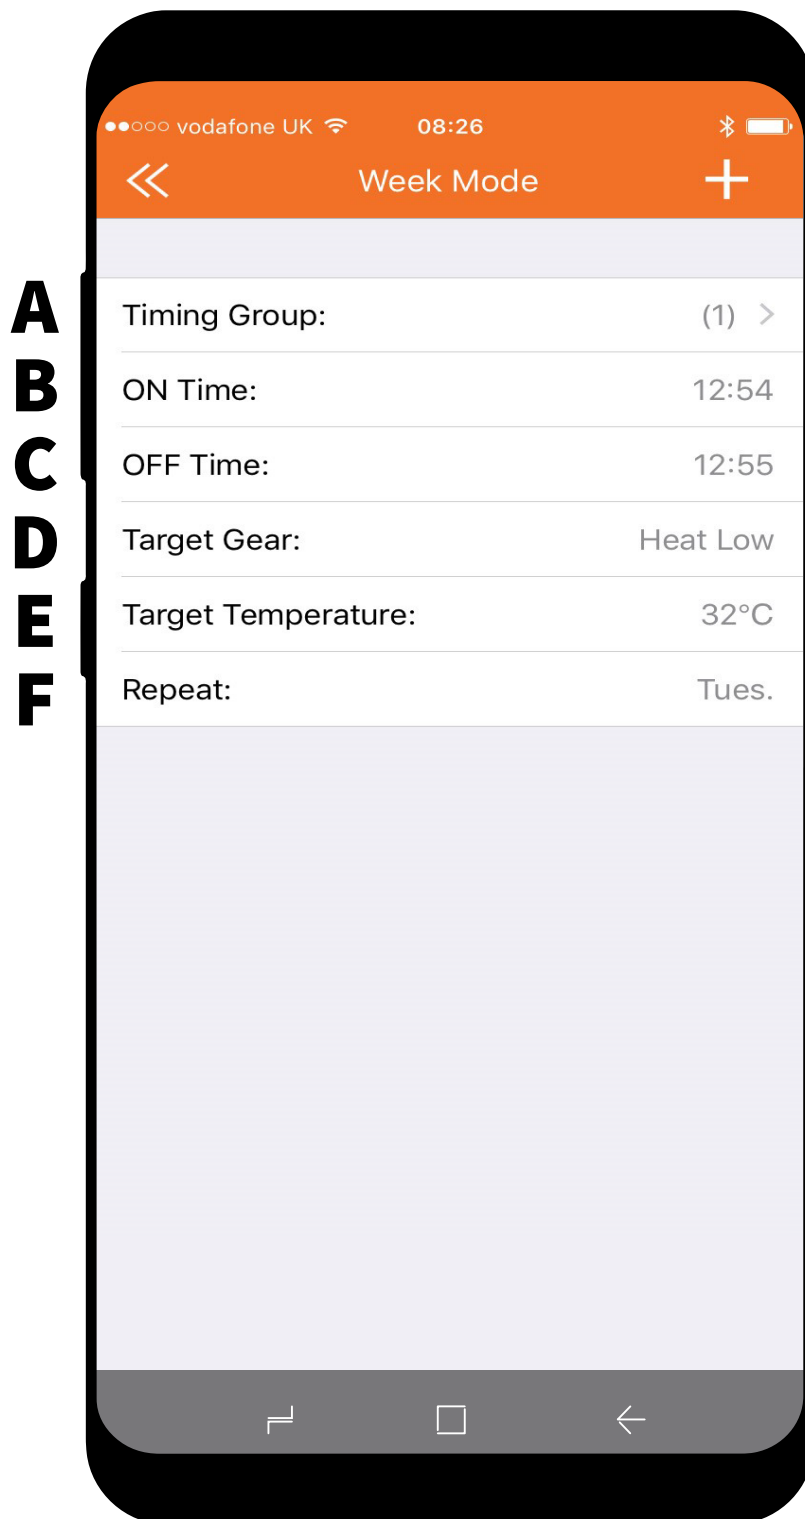 vodafone UK 08:26
Week Mode
A Timing Group: (1)
B ON Time: 12:54
C OFF Time: 12:55
D Target Gear: Heat Low
E Target Temperature: 32°C
F Repeat: Tues.